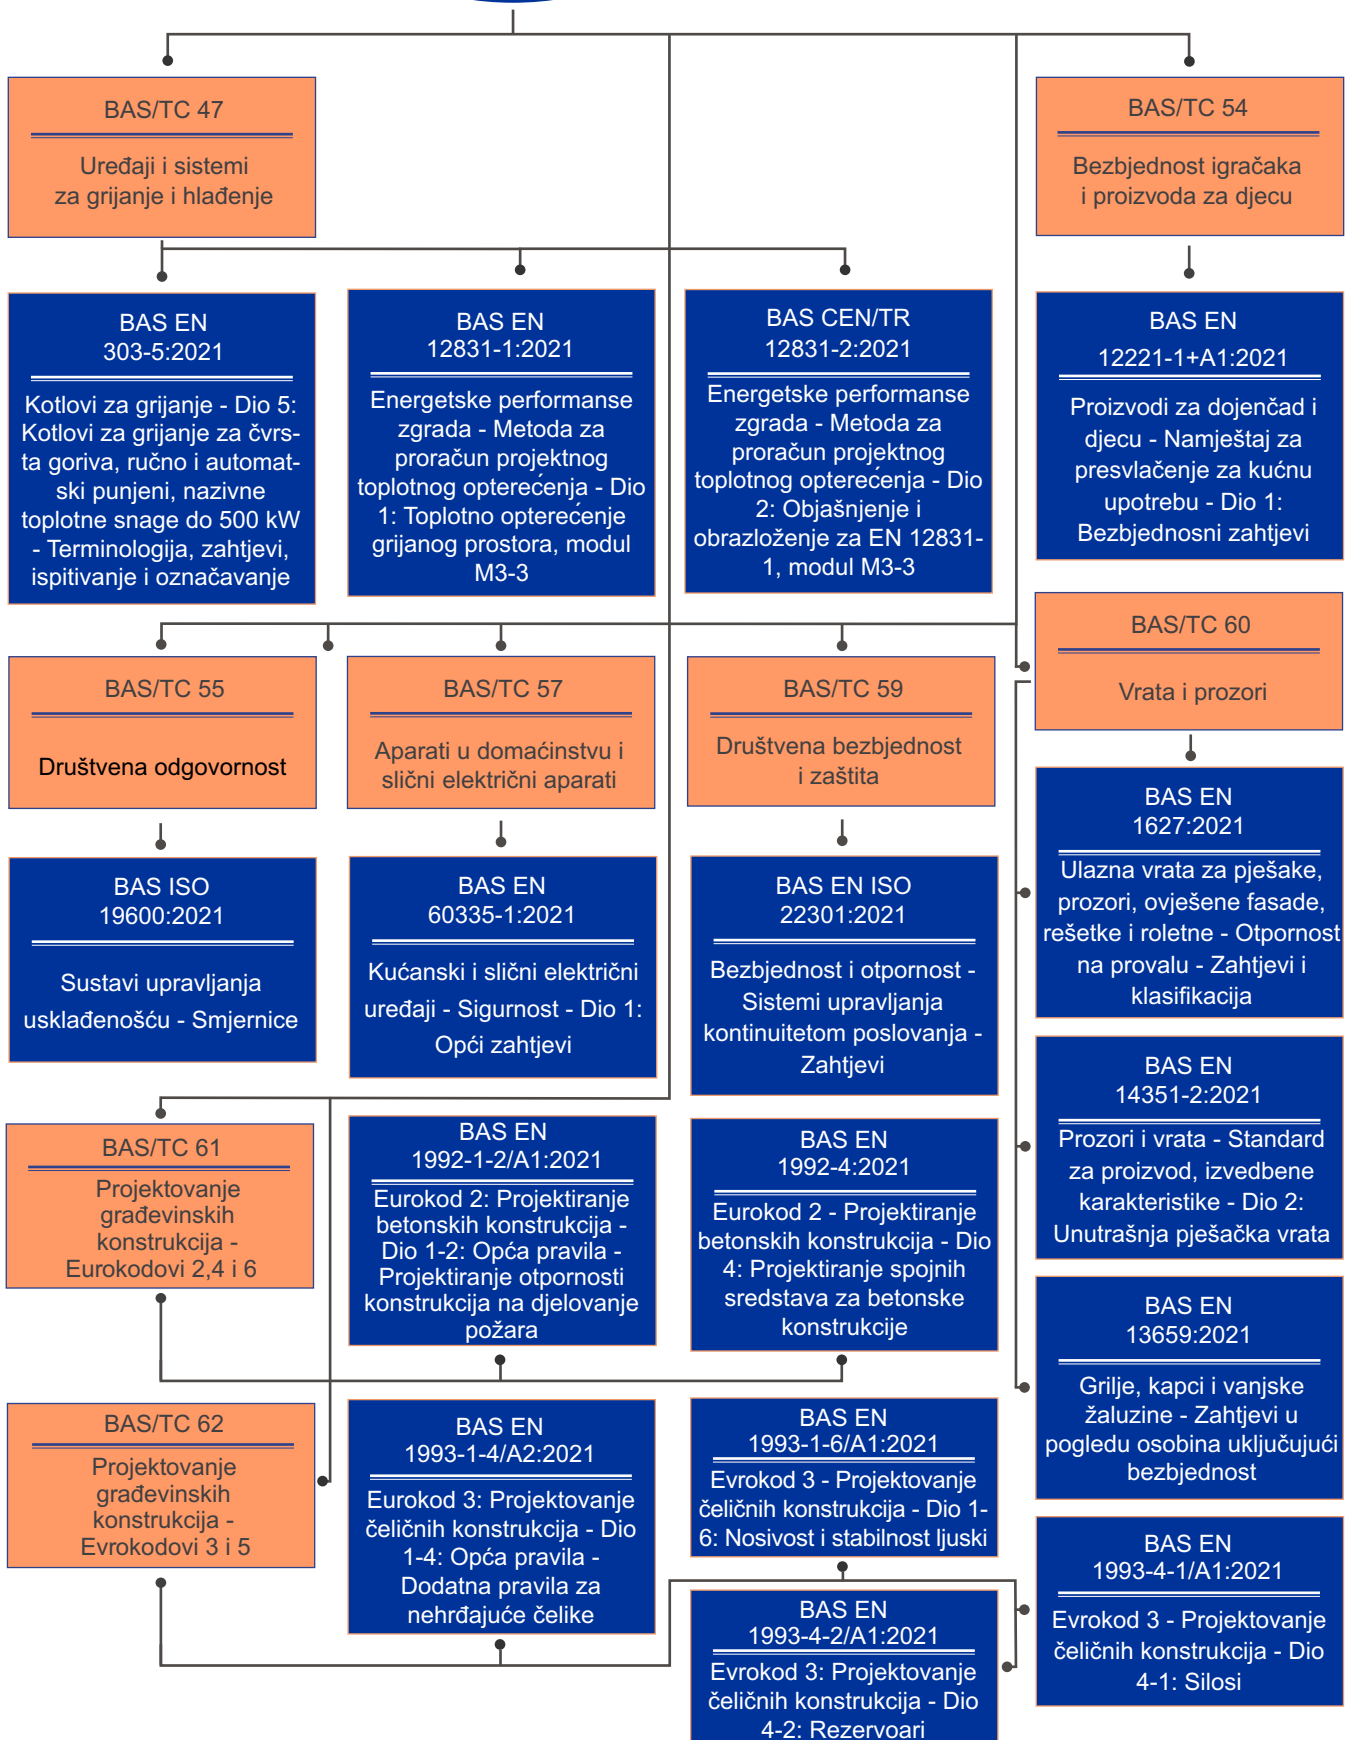 BAS/TC 47
Uređaji i sistemi
za grijanje i hlađenje
BAS/TC 54
Bezbjednost igračaka
i proizvoda za djecu
BAS EN
303-5:2021
Kotlovi za grijanje - Dio 5:
Kotlovi za grijanje za čvrs-
ta goriva, ručno i automat-
ski punjeni, nazivne
toplotne snage do 500 kW
- Terminologija, zahtjevi,
ispitivanje i označavanje
BAS EN
12831-1:2021
Energetske performanse
zgrada - Metoda za
proračun projektnog
toplotnog opterećenja - Dio
1: Toplotno opterećenje
grijanog prostora, modul
M3-3
BAS CEN/TR
12831-2:2021
Energetske performanse
zgrada - Metoda za
proračun projektnog
toplotnog opterećenja - Dio
2: Objašnjenje i
obrazloženje za EN 12831-
1, modul M3-3
BAS EN
12221-1+A1:2021
Proizvodi za dojenčad i
djecu - Namještaj za
presvlačenje za kućnu
upotrebu - Dio 1:
Bezbjednosni zahtjevi
BAS/TC 55
Društvena odgovornost
BAS/TC 57
Aparati u domaćinstvu i
slični električni aparati
BAS/TC 59
Društvena bezbjednost
i zaštita
BAS/TC 60
Vrata i prozori
BAS ISO
19600:2021
Sustavi upravljanja
usklađenošću - Smjernice
BAS EN
60335-1:2021
Kućanski i slični električni
uređaji - Sigurnost - Dio 1:
Opći zahtjevi
BAS EN ISO
22301:2021
Bezbjednost i otpornost -
Sistemi upravljanja
kontinuitetom poslovanja -
Zahtjevi
BAS EN
1627:2021
Ulazna vrata za pješake,
prozori, ovješene fasade,
rešetke i roletne - Otpornost
na provalu - Zahtjevi i
klasifikacija
BAS EN
14351-2:2021
Prozori i vrata - Standard
za proizvod, izvedbene
karakteristike - Dio 2:
Unutrašnja pješačka vrata
BAS EN
13659:2021
Grilje, kapci i vanjske
žaluzine - Zahtjevi u
pogledu osobina uključujući
bezbjednost
BAS/TC 61
Projektovanje
građevinskih
konstrukcija -
Eurokodovi 2,4 i 6
BAS EN
1992-1-2/A1:2021
Eurokod 2: Projektiranje
betonskih konstrukcija -
Dio 1-2: Opća pravila -
Projektiranje otpornosti
konstrukcija na djelovanje
požara
BAS EN
1992-4:2021
Eurokod 2 - Projektiranje
betonskih konstrukcija - Dio
4: Projektiranje spojnih
sredstava za betonske
konstrukcije
BAS/TC 62
Projektovanje
građevinskih
konstrukcija -
Evrokodovi 3 i 5
BAS EN
1993-1-4/A2:2021
Eurokod 3: Projektovanje
čeličnih konstrukcija - Dio
1-4: Opća pravila -
Dodatna pravila za
nehrđajuće čelike
BAS EN
1993-1-6/A1:2021
Evrokod 3 - Projektovanje
čeličnih konstrukcija - Dio 1-
6: Nosivost i stabilnost ljuski
BAS EN
1993-4-2/A1:2021
Evrokod 3: Projektovanje
čeličnih konstrukcija - Dio
4-2: Rezervoari
BAS EN
1993-4-1/A1:2021
Evrokod 3 - Projektovanje
čeličnih konstrukcija - Dio
4-1: Silosi